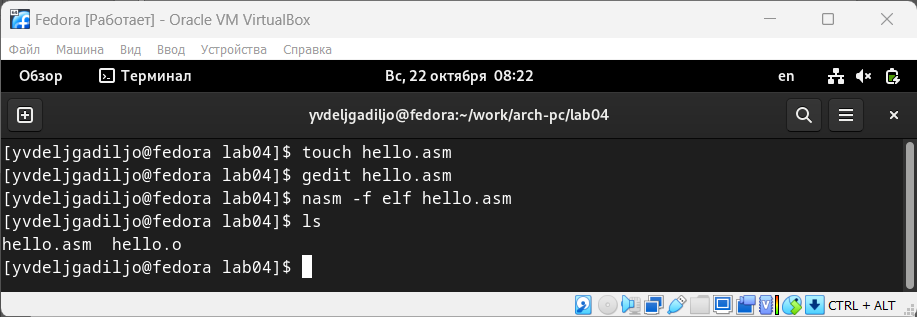 Fedora [Работает] - Oracle VM VirtualBox
Файл Машина Вид Ввод Устройства Справка
Обзор Терминал Вс, 22 октября 08:22 en
yvdeljgadiljo@fedora:~/work/arch-pc/lab04
[yvdeljgadiljo@fedora lab04]$ touch hello.asm
[yvdeljgadiljo@fedora lab04]$ gedit hello.asm
[yvdeljgadiljo@fedora lab04]$ nasm -f elf hello.asm
[yvdeljgadiljo@fedora lab04]$ ls
hello.asm  hello.o
[yvdeljgadiljo@fedora lab04]$
CTRL + ALT